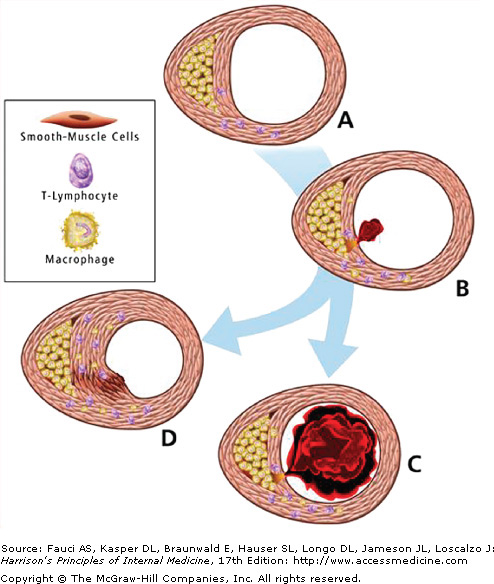 A
Smooth-Muscle Cells
T-Lymphocyte
Macrophage
B
D
C
Source: Fauci AS, Kasper DL, Braunwald E, Hauser SL, Longo DL, Jameson JL, Loscalzo J:
Harrison's Principles of Internal Medicine, 17th Edition: http://www.accessmedicine.com
Copyright © The McGraw-Hill Companies, Inc. All rights reserved.